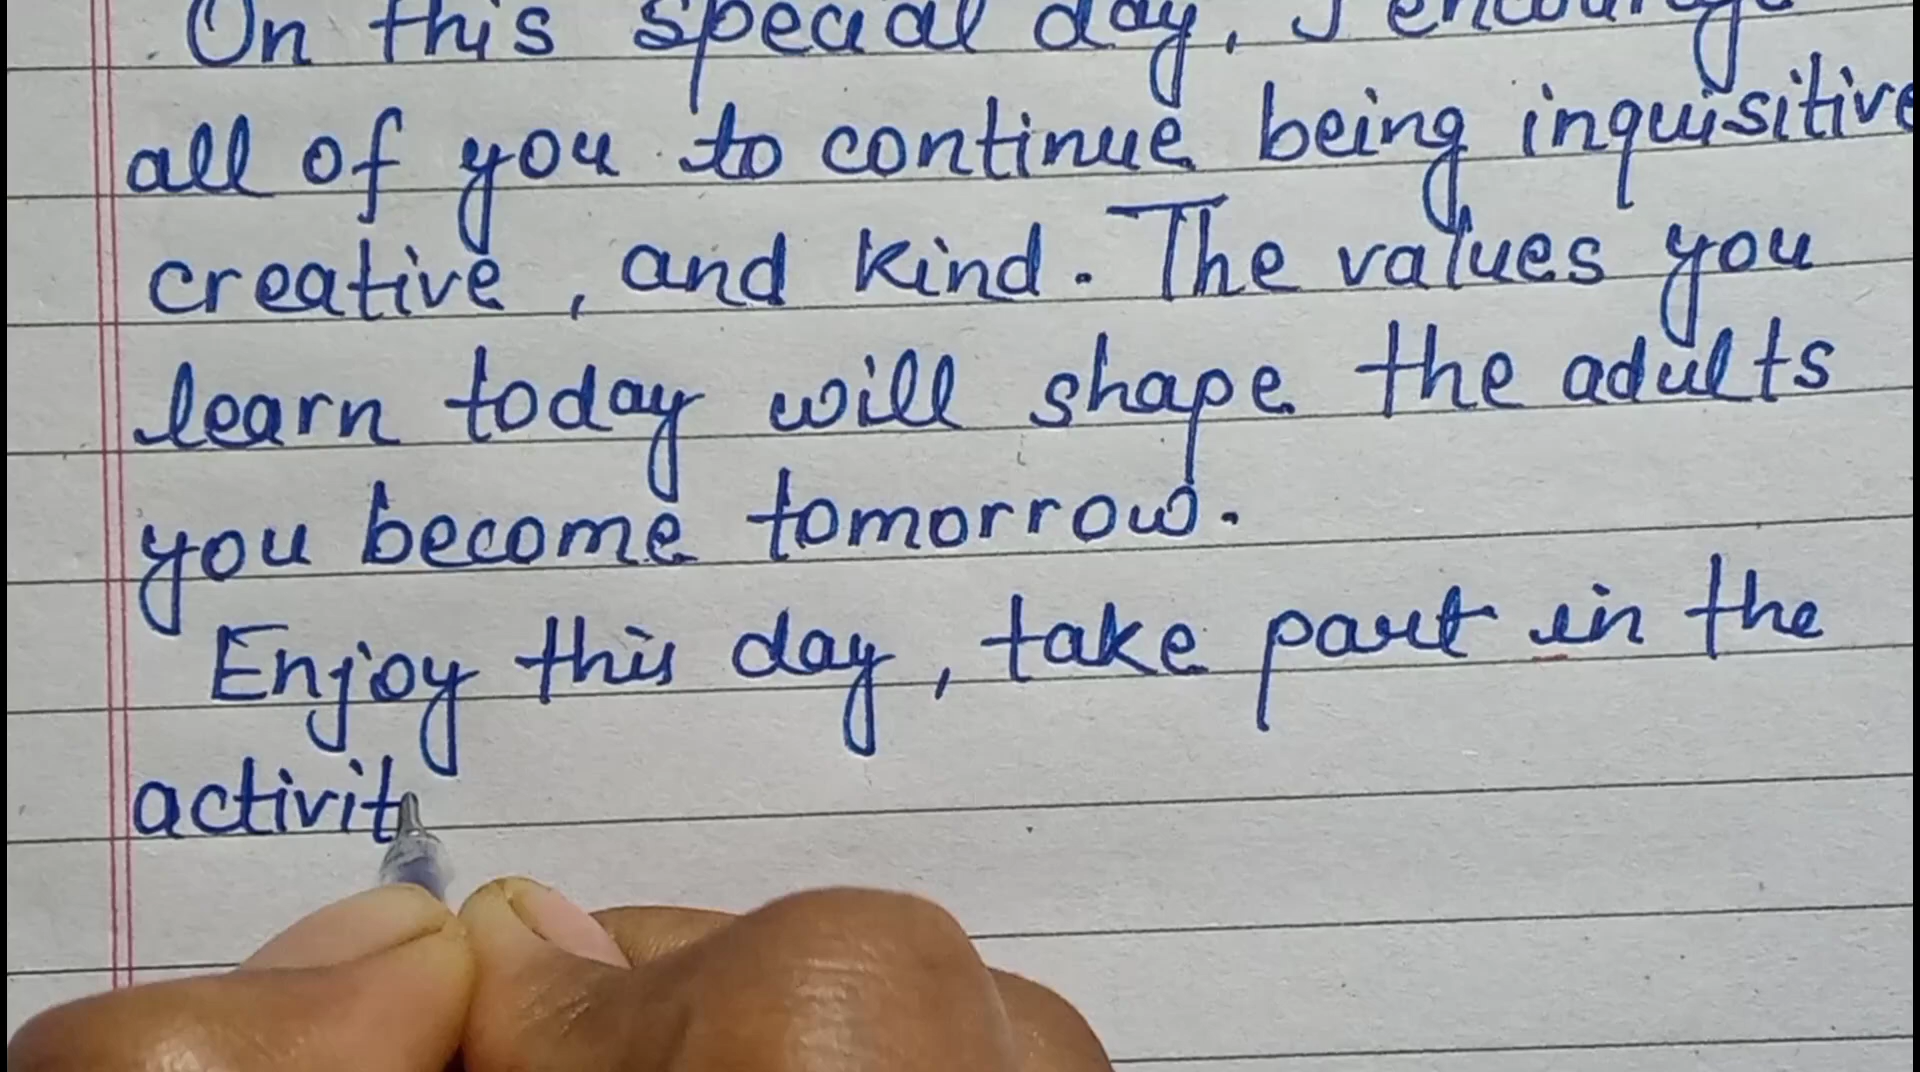 On this special day, I encourage
all of you to continue being inquisitive
creative, and kind. The values you
learn today will shape the adults
you become tomorrow.
Enjoy this day, take part in the
activit